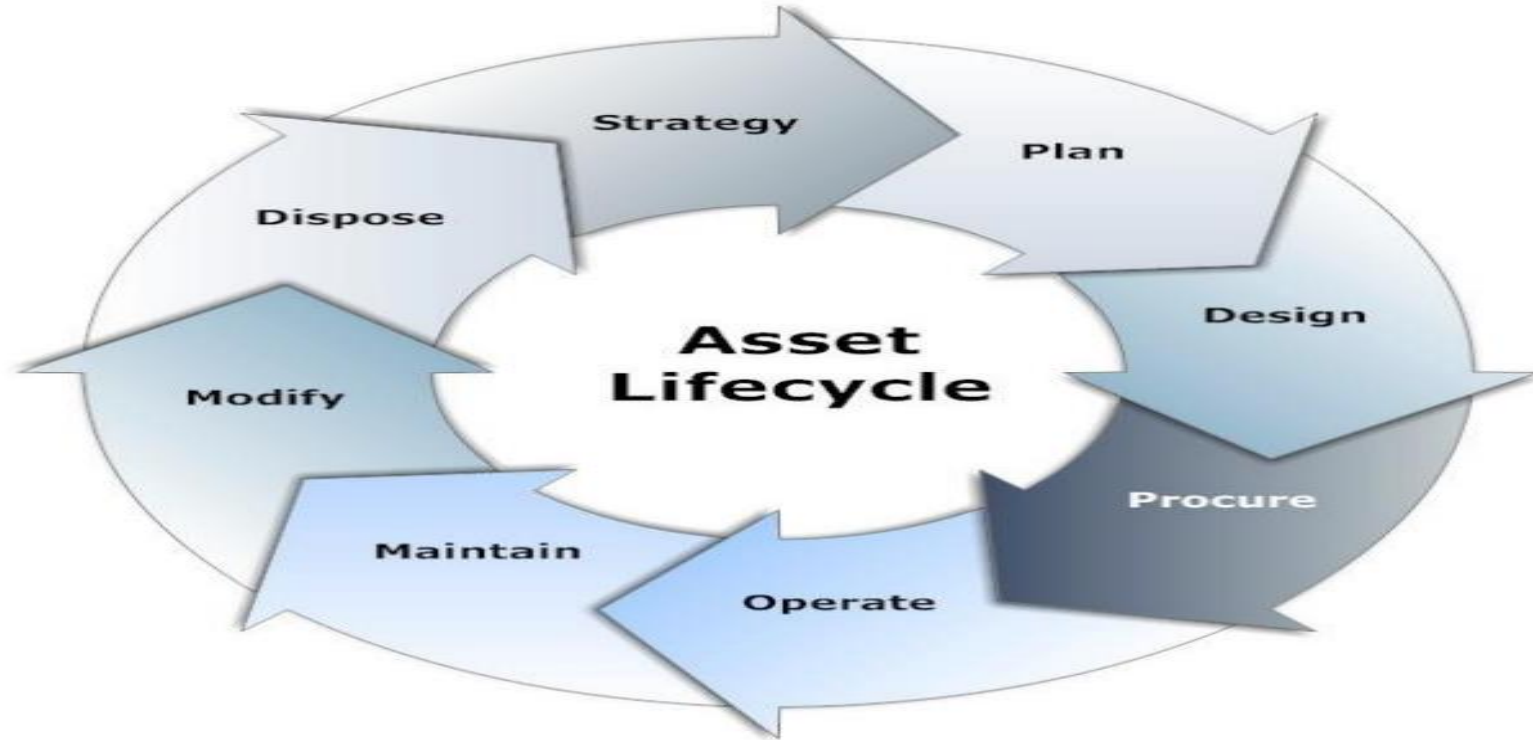 Strategy
Plan
Design
Procure
Operate
Maintain
Modify
Dispose
Asset
Lifecycle